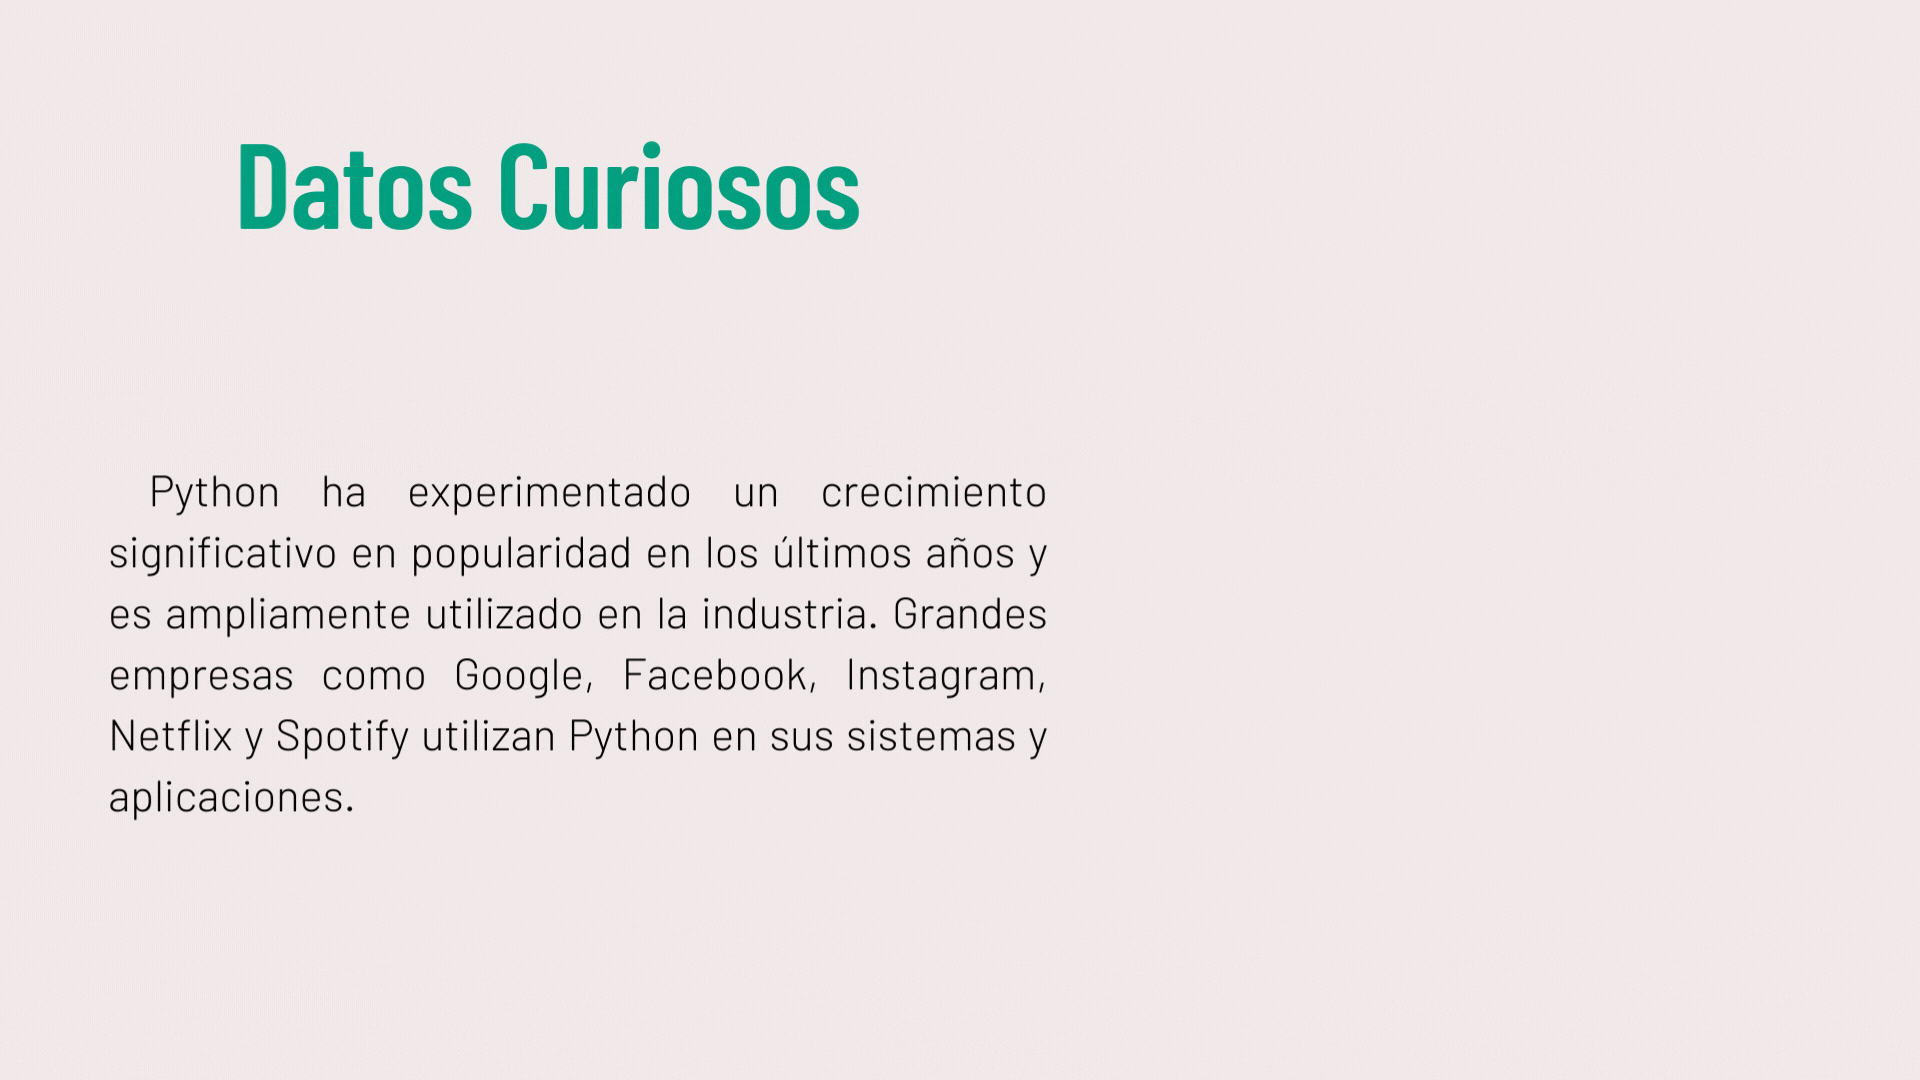 Datos Curiosos
Python ha experimentado un crecimiento
significativo en popularidad en los últimos años y
es ampliamente utilizado en la industria. Grandes
empresas como Google, Facebook, Instagram,
Netflix y Spotify utilizan Python en sus sistemas y
aplicaciones.